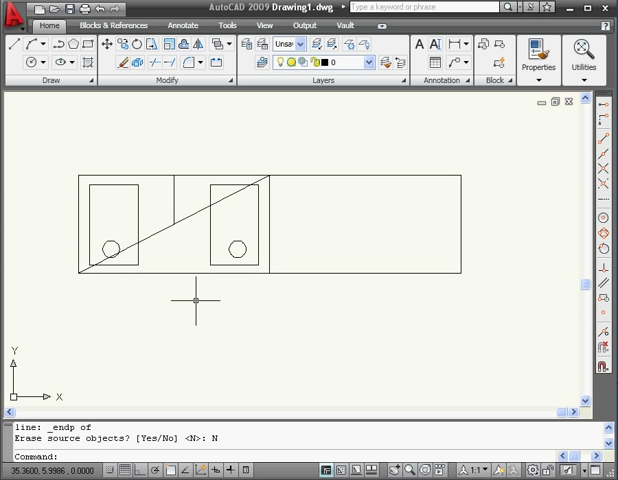 AutoCAD 2009 Drawing1.dwg
Type a keyword or phrase
Home
Blocks & References
Annotate
Tools
View
Output
Vault
Unsav
0
A A
Properties
Utilities
Draw
Modify
Layers
Annotation
Block
Y
X
line: _endp of
Erase source objects? [Yes/No] <N>: N
Command:
35.3600, 5.9986, 0.0000
1:1